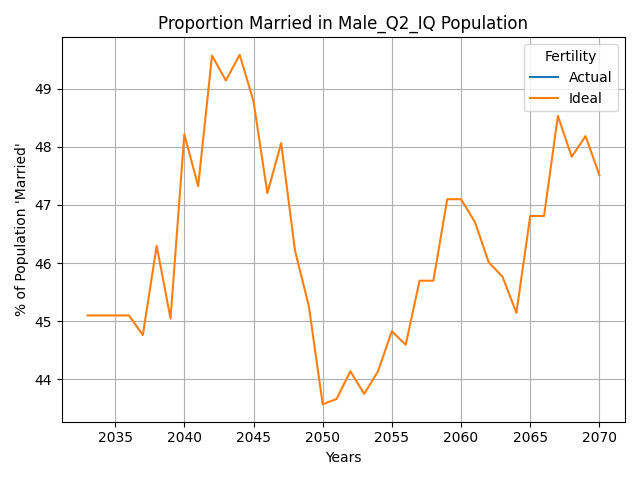 Proportion Married in Male_Q2_IQ Population
Fertility
Actual
Ideal
% of Population 'Married'
49
48
47
46
45
44
2035 2040 2045 2050 2055 2060 2065 2070
Years